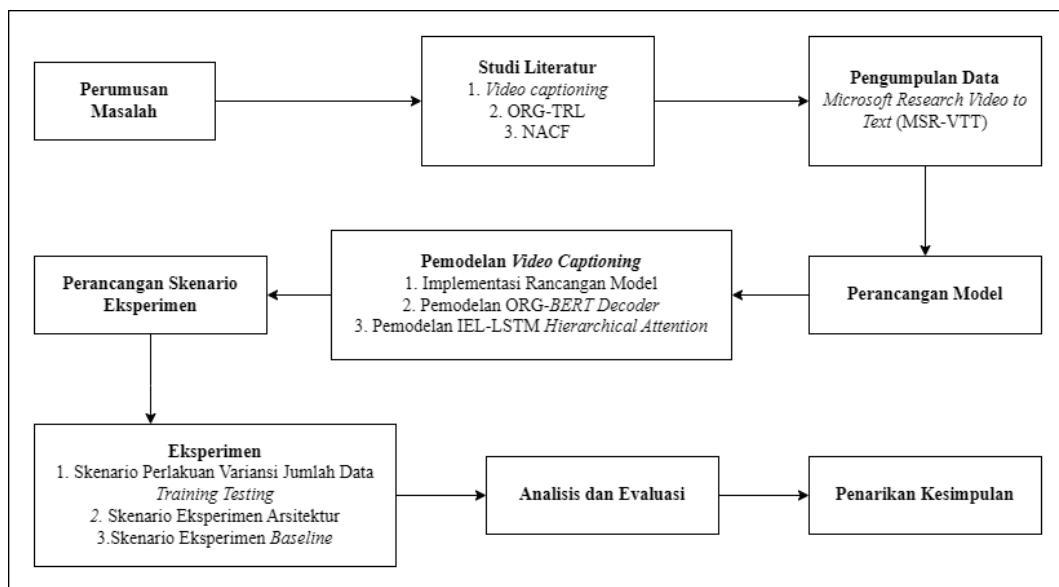 Perumusan
Masalah
Studi Literatur
1. Video captioning
2. ORG-TRL
3. NACF
Pengumpulan Data
Microsoft Research Video to
Text (MSR-VTT)
Perancangan Model
Pemodelan Video Captioning
1. Implementasi Rancangan Model
2. Pemodelan ORG-BERT Decoder
3. Pemodelan IEL-LSTM Hierarchical Attention
Perancangan Skenario
Eksperimen
Eksperimen
1. Skenario Perlakuan Variansi Jumlah Data
Training Testing
2. Skenario Eksperimen Arsitektur
3.Skenario Eksperimen Baseline
Analisis dan Evaluasi
Penarikan Kesimpulan